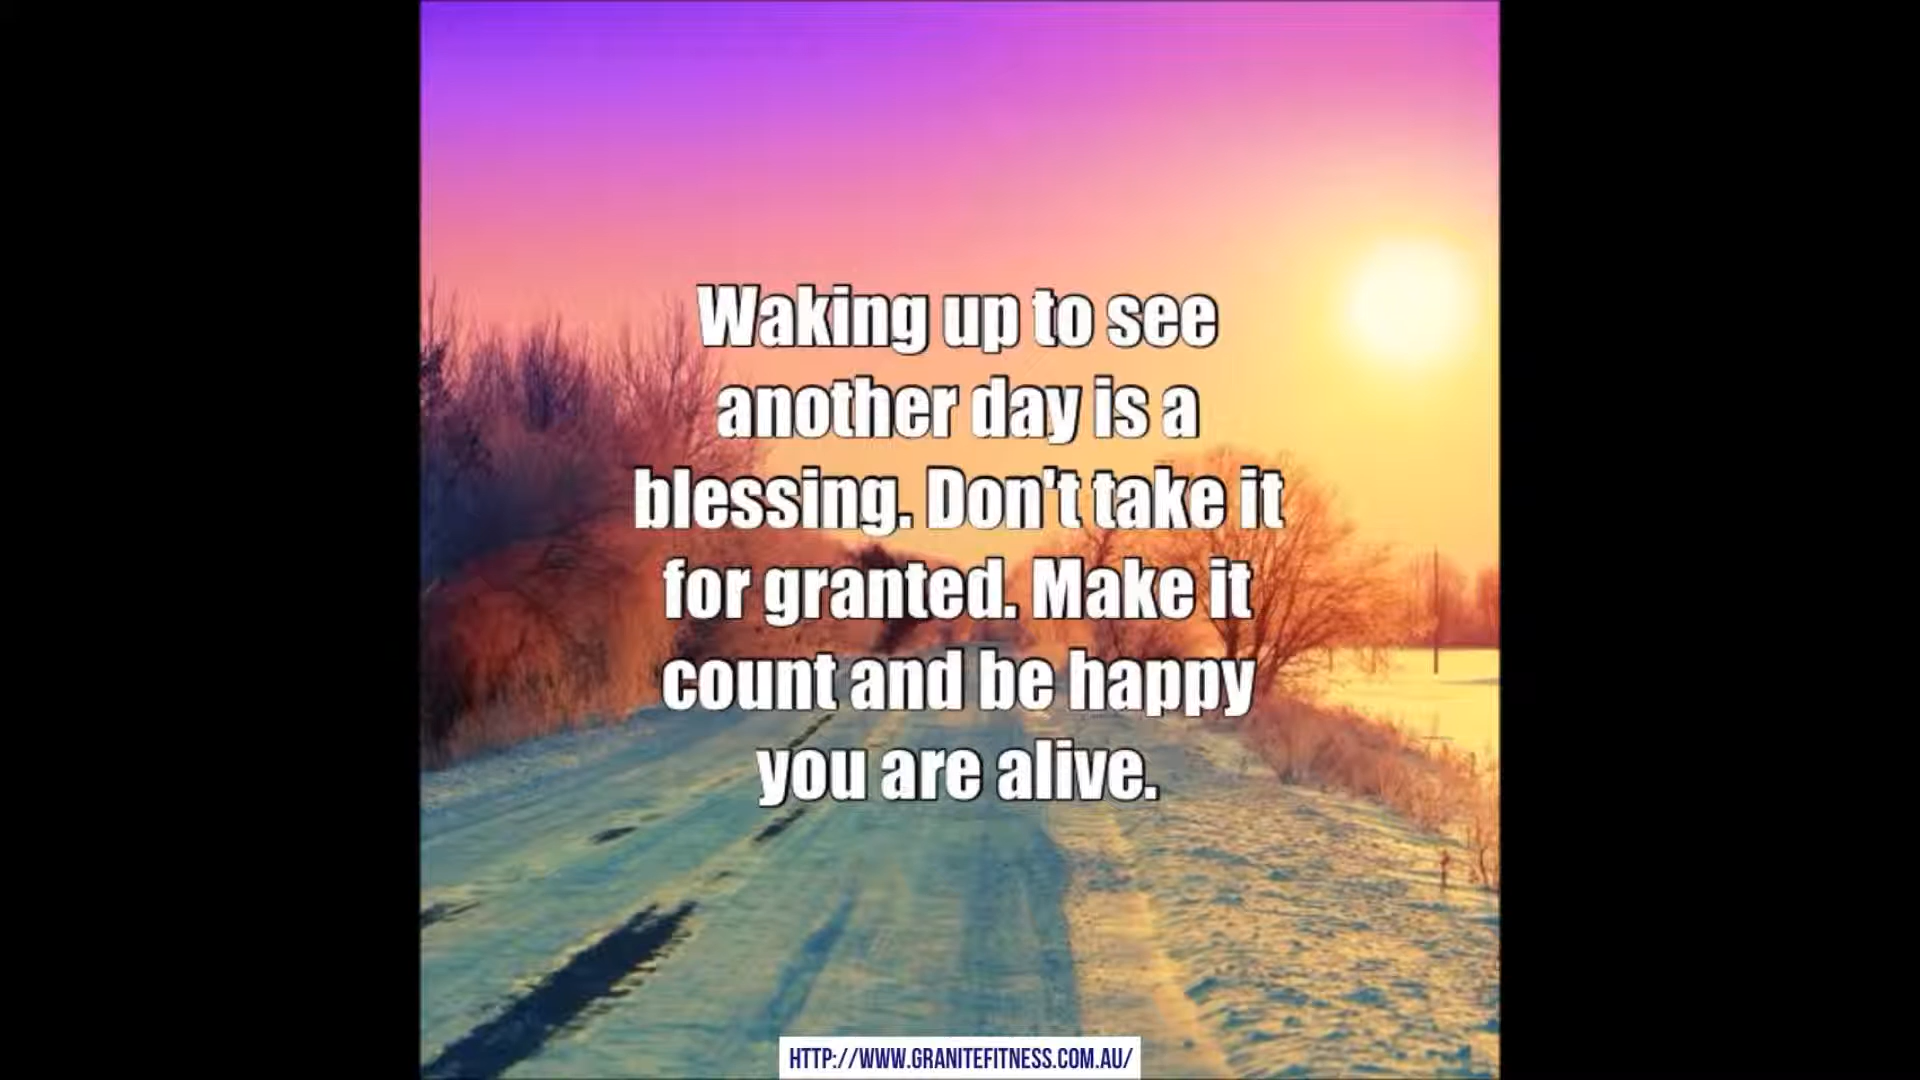 Waking up to see
another day is a
blessing. Don't take it
for granted. Make it
count and be happy
you are alive.
HTTP://WWW.GRANITEFITNESS.COM.AU/